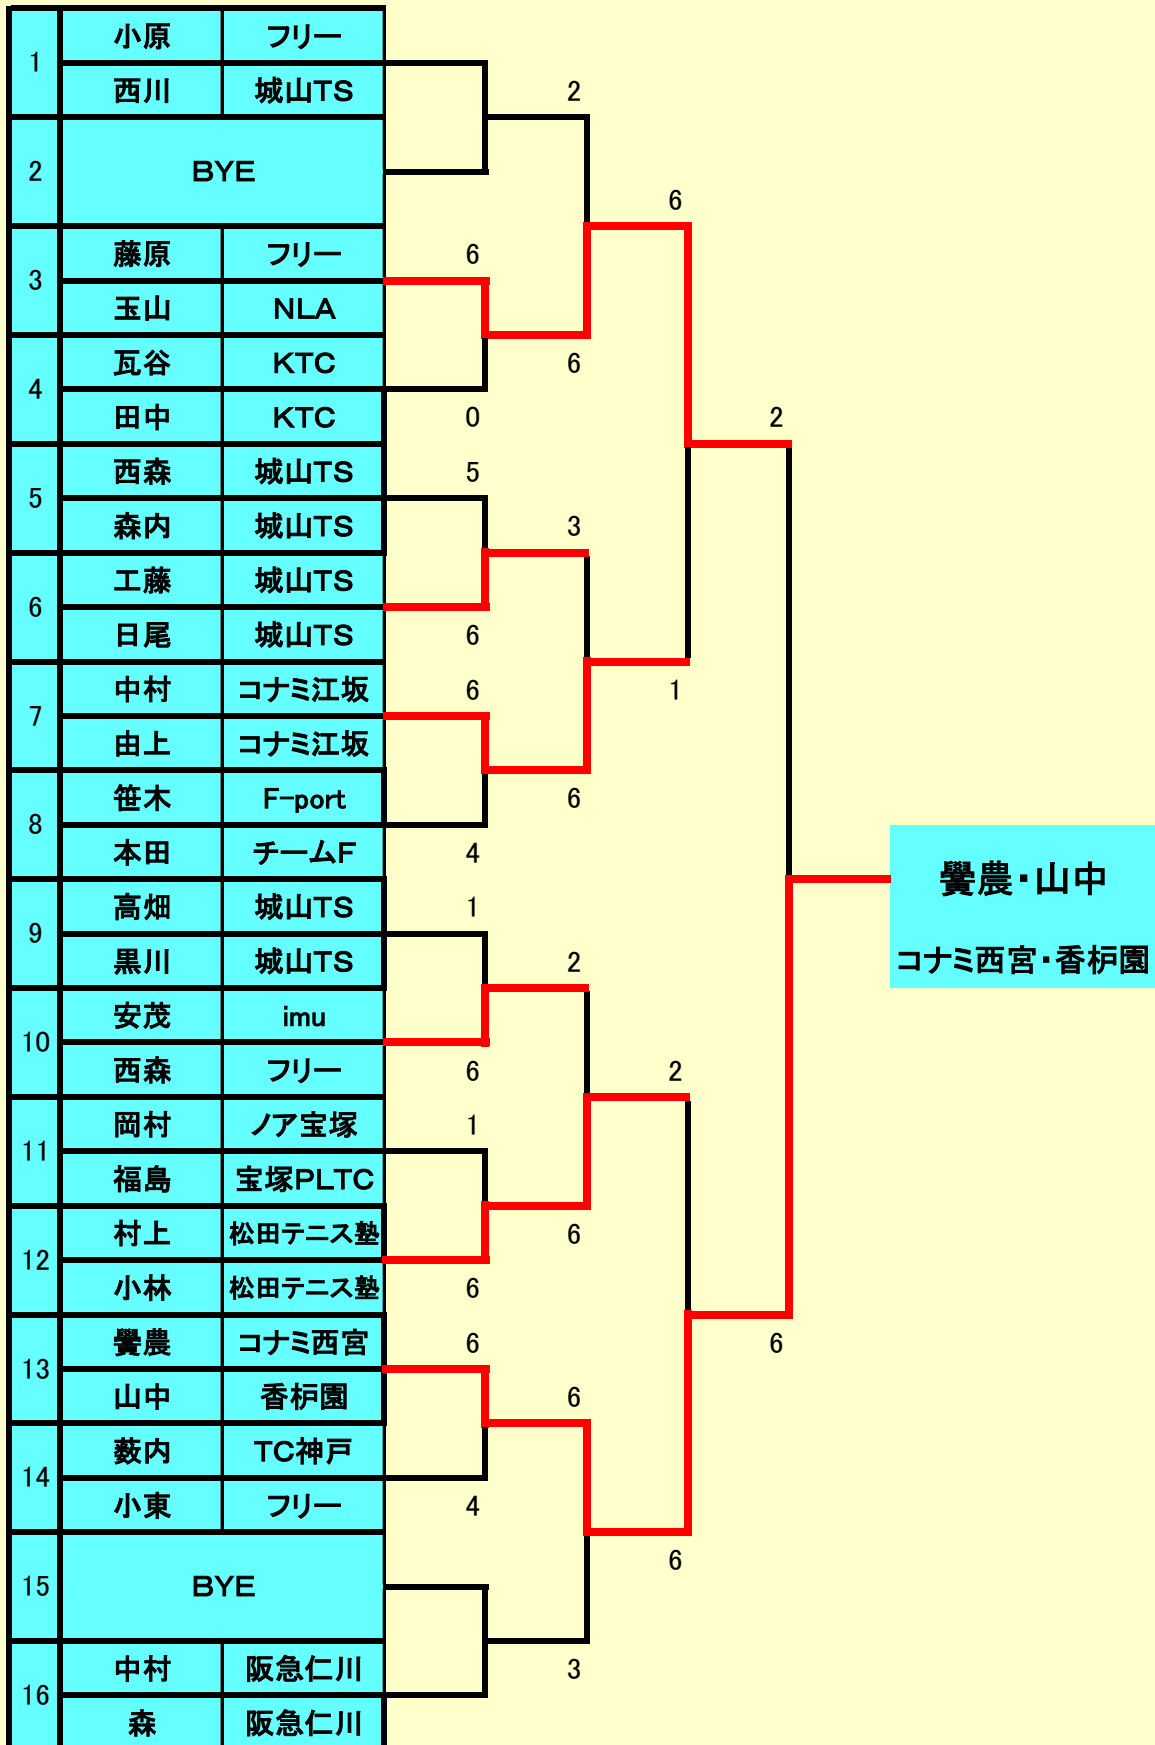 1
小原 フリー
西川 城山TS
2
2
BYE
6
3
藤原 フリー
6
玉山 NLA
6
4
瓦谷 KTC
田中 KTC
0
2
5
西森 城山TS
5
森内 城山TS
3
6
工藤 城山TS
日尾 城山TS
6
7
中村 コナミ江坂
6
1
由上 コナミ江坂
8
笹木 F-port
6
本田 チームF
4
9
高畑 城山TS
1
黒川 城山TS
2
10
安茂 imu
西森 フリー
6
2
11
岡村 ノア宝塚
1
福島 宝塚PLTC
12
村上 松田テニス塾
6
小林 松田テニス塾
6
13
黌農 コナミ西宮
6
6
山中 香枦園
6
14
薮内 TC神戸
小東 フリー
4
15
BYE
6
16
中村 阪急仁川
3
森 阪急仁川
黌農・山中
コナミ西宮・香枦園